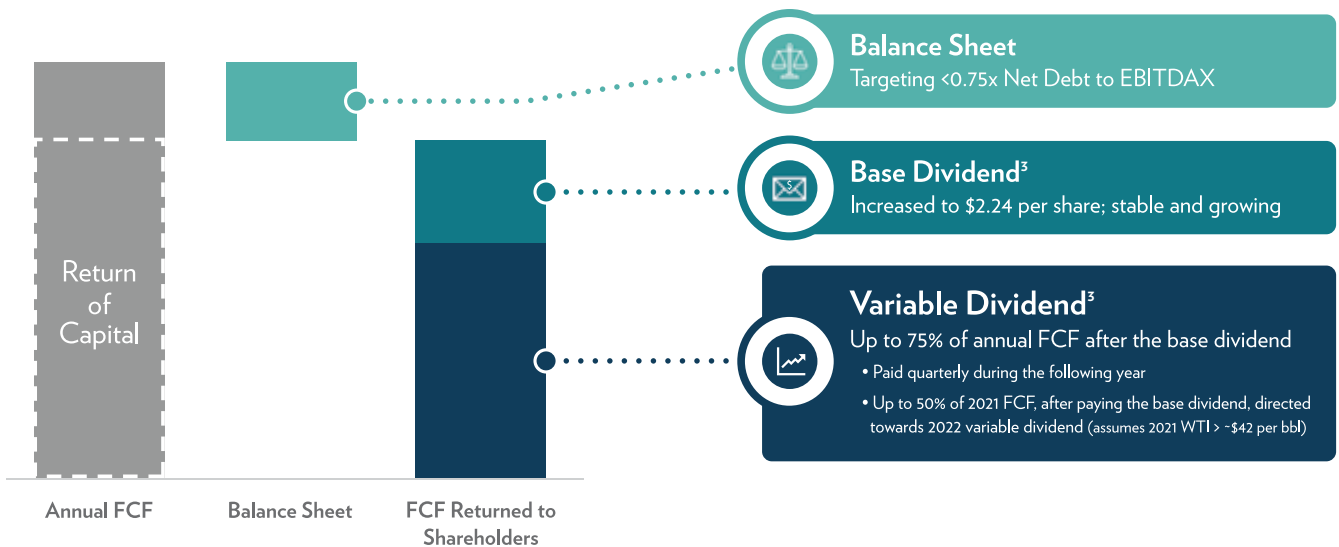 Return
of
Capital
Annual FCF
Balance Sheet
FCF Returned to
Shareholders
Balance Sheet
Targeting <0.75x Net Debt to EBITDAX
$
Base Dividend³
Increased to $2.24 per share; stable and growing
Variable Dividend³
Up to 75% of annual FCF after the base dividend
• Paid quarterly during the following year
• Up to 50% of 2021 FCF, after paying the base dividend, directed
towards 2022 variable dividend (assumes 2021 WTI > ~$42 per bbl)